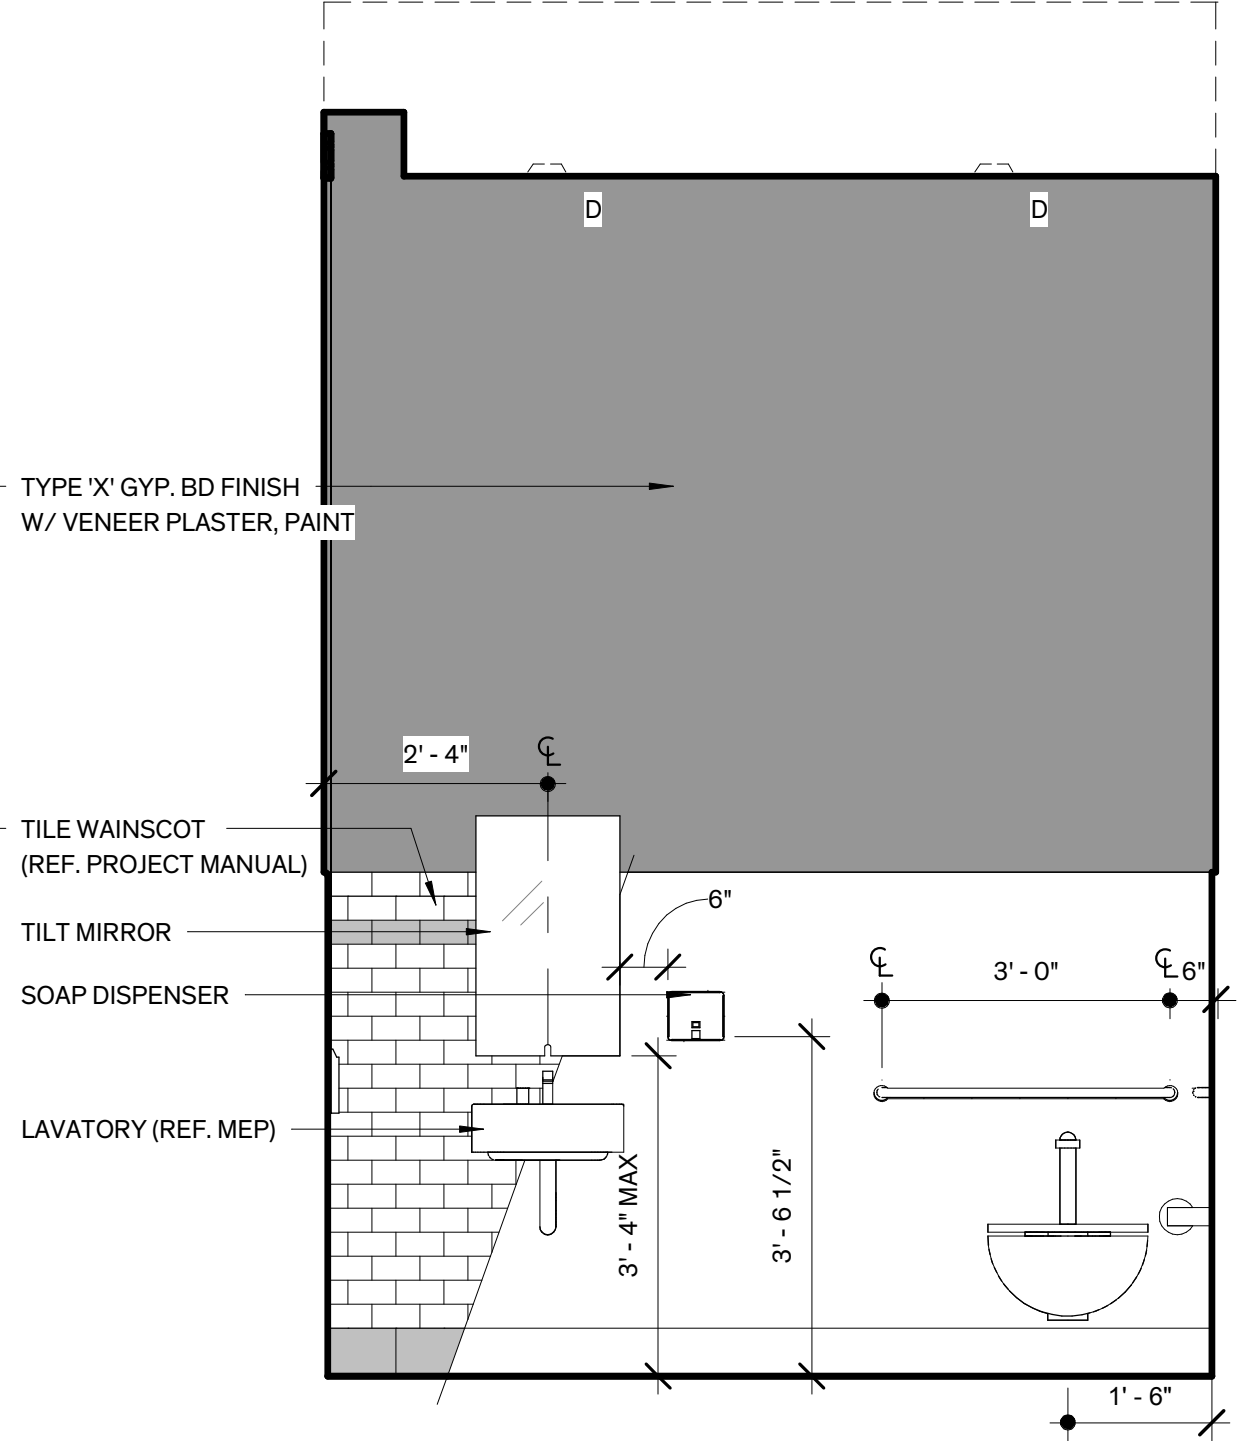 D
D
TYPE 'X' GYP. BD FINISH
W/ VENEER PLASTER, PAINT
2' - 4"
℄
TILE WAINSCOT
(REF. PROJECT MANUAL)
6"
TILT MIRROR
℄
3' - 0"
℄
6"
SOAP DISPENSER
LAVATORY (REF. MEP)
3' - 4" MAX
3' - 6 1/2"
1' - 6"